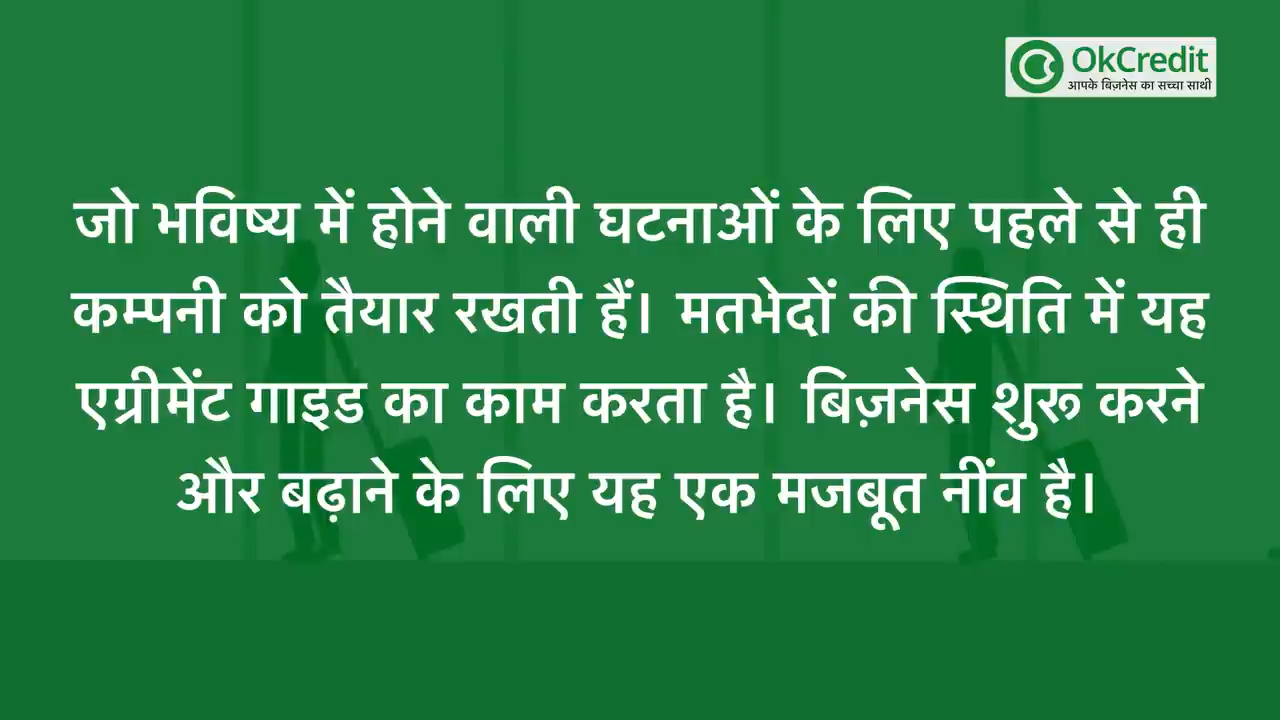 OkCredit
आपके बिज़नेस का सच्चा साथी
जो भविष्य में होने वाली घटनाओं के लिए पहले से ही
कम्पनी को तैयार रखती हैं। मतभेदों की स्थिति में यह
एग्रीमेंट गाइड का काम करता है। बिज़नेस शुरू करने
और बढ़ाने के लिए यह एक मजबूत नींव है।